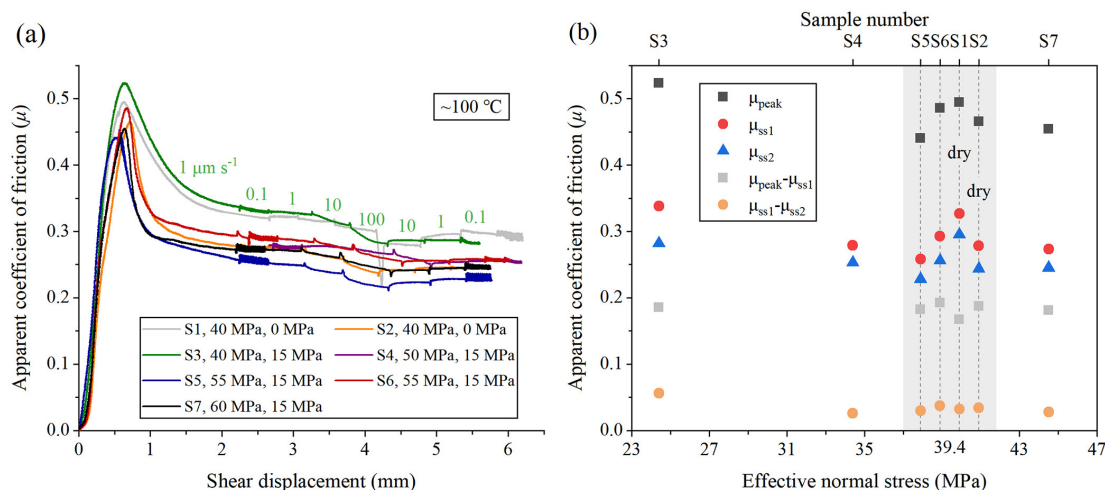 (a)
~100 ℃
1 μm s⁻¹
0.1
1
10
100
10
1
0.1
S1, 40 MPa, 0 MPa
S2, 40 MPa, 0 MPa
S3, 40 MPa, 15 MPa
S4, 50 MPa, 15 MPa
S5, 55 MPa, 15 MPa
S6, 55 MPa, 15 MPa
S7, 60 MPa, 15 MPa
0.5
0.4
0.3
0.2
0.1
0.0
0
1
2
3
4
5
6
Apparent coefficient of friction (μ)
Shear displacement (mm)
(b)
Sample number
S3
S4
S5
S6
S1
S2
S7
μpeak
μss1
μss2
μpeak-μss1
μss1-μss2
dry
dry
0.5
0.4
0.3
0.2
0.1
0.0
23
27
31
35
39.4
43
47
Apparent coefficient of friction (μ)
Effective normal stress (MPa)